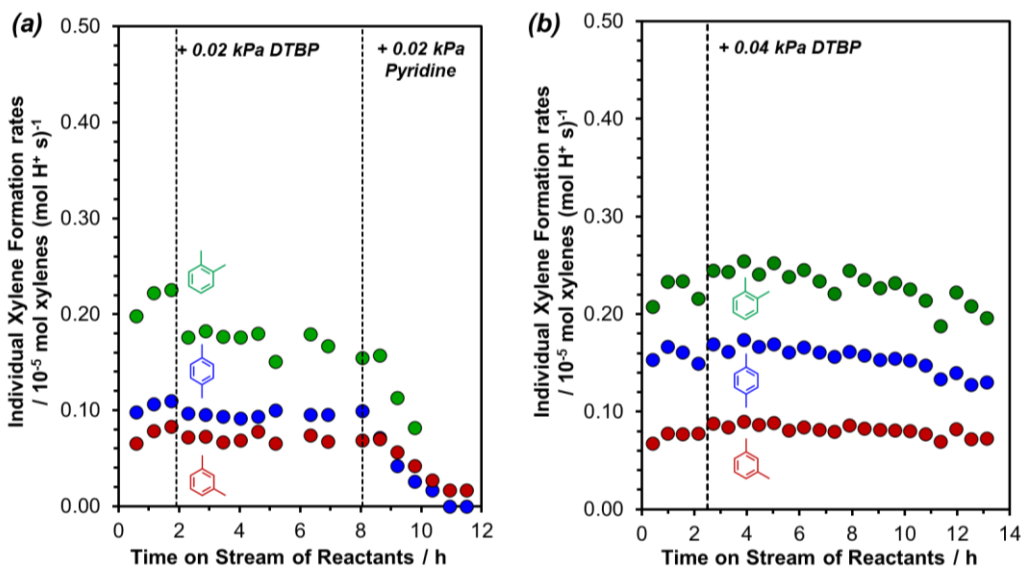 (a)
Individual Xylene Formation rates
/ 10⁻⁵ mol xylenes (mol H⁺ s)⁻¹
0.50
0.40
0.30
0.20
0.10
0.00
+ 0.02 kPa DTBP
+ 0.02 kPa
Pyridine
0 2 4 6 8 10 12
Time on Stream of Reactants / h
(b)
Individual Xylene Formation rates
/ 10⁻⁵ mol xylenes (mol H⁺ s)⁻¹
0.50
0.40
0.30
0.20
0.10
0.00
+ 0.04 kPa DTBP
0 2 4 6 8 10 12 14
Time on Stream of Reactants / h